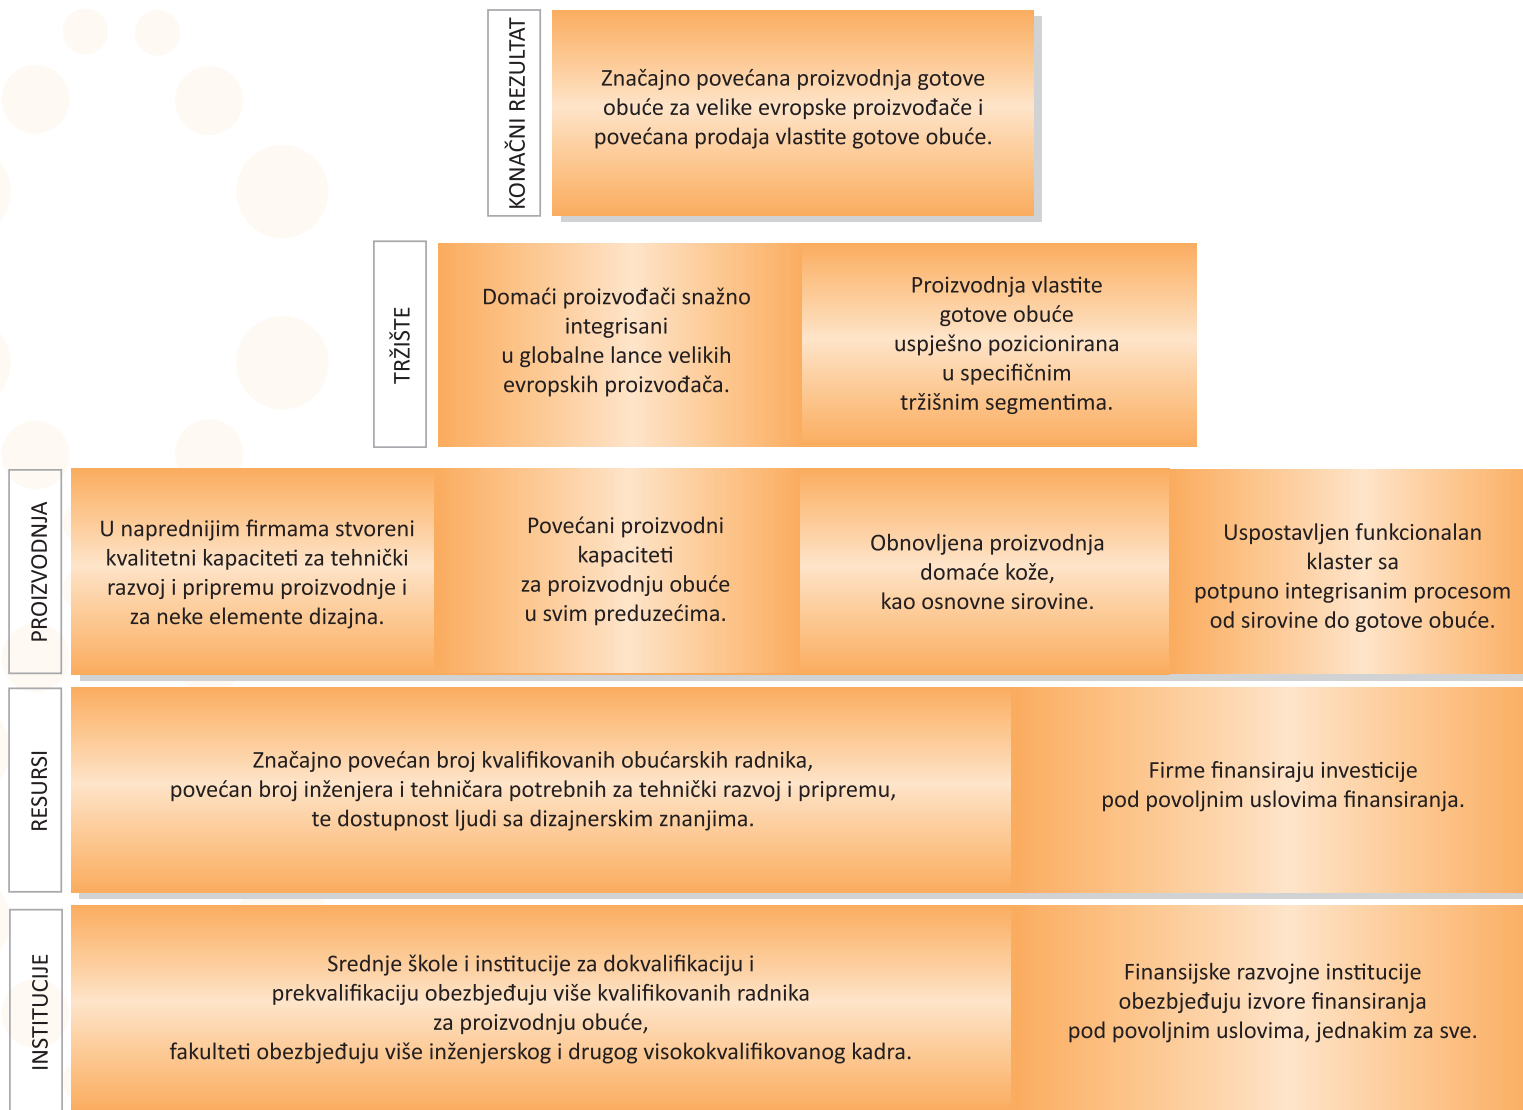 KONAČNI REZULTAT
Značajno povećana proizvodnja gotove
obuće za velike evropske proizvođače i
povećana prodaja vlastite gotove obuće.
TRŽIŠTE
Domaći proizvođači snažno
integrisani
u globalne lance velikih
evropskih proizvođača.
Proizvodnja vlastite
gotove obuće
uspješno pozicionirana
u specifičnim
tržišnim segmentima.
PROIZVODNJA
U naprednijim firmama stvoreni
kvalitetni kapaciteti za tehnički
razvoj i pripremu proizvodnje i
za neke elemente dizajna.
Povećani proizvodni
kapaciteti
za proizvodnju obuće
u svim preduzećima.
Obnovljena proizvodnja
domaće kože,
kao osnovne sirovine.
Uspostavljen funkcionalan
klaster sa
potpuno integrisanim procesom
od sirovine do gotove obuće.
RESURSI
Značajno povećan broj kvalifikovanih obućarskih radnika,
povećan broj inženjera i tehničara potrebnih za tehnički razvoj i pripremu,
te dostupnost ljudi sa dizajnerskim znanjima.
Firme finansiraju investicije
pod povoljnim uslovima finansiranja.
INSTITUCIJE
Srednje škole i institucije za dokvalifikaciju i
prekvalifikaciju obezbjeđuju više kvalifikovanih radnika
za proizvodnju obuće,
fakulteti obezbjeđuju više inženjerskog i drugog visokokvalifikovanog kadra.
Finansijske razvojne institucije
obezbjeđuju izvore finansiranja
pod povoljnim uslovima, jednakim za sve.